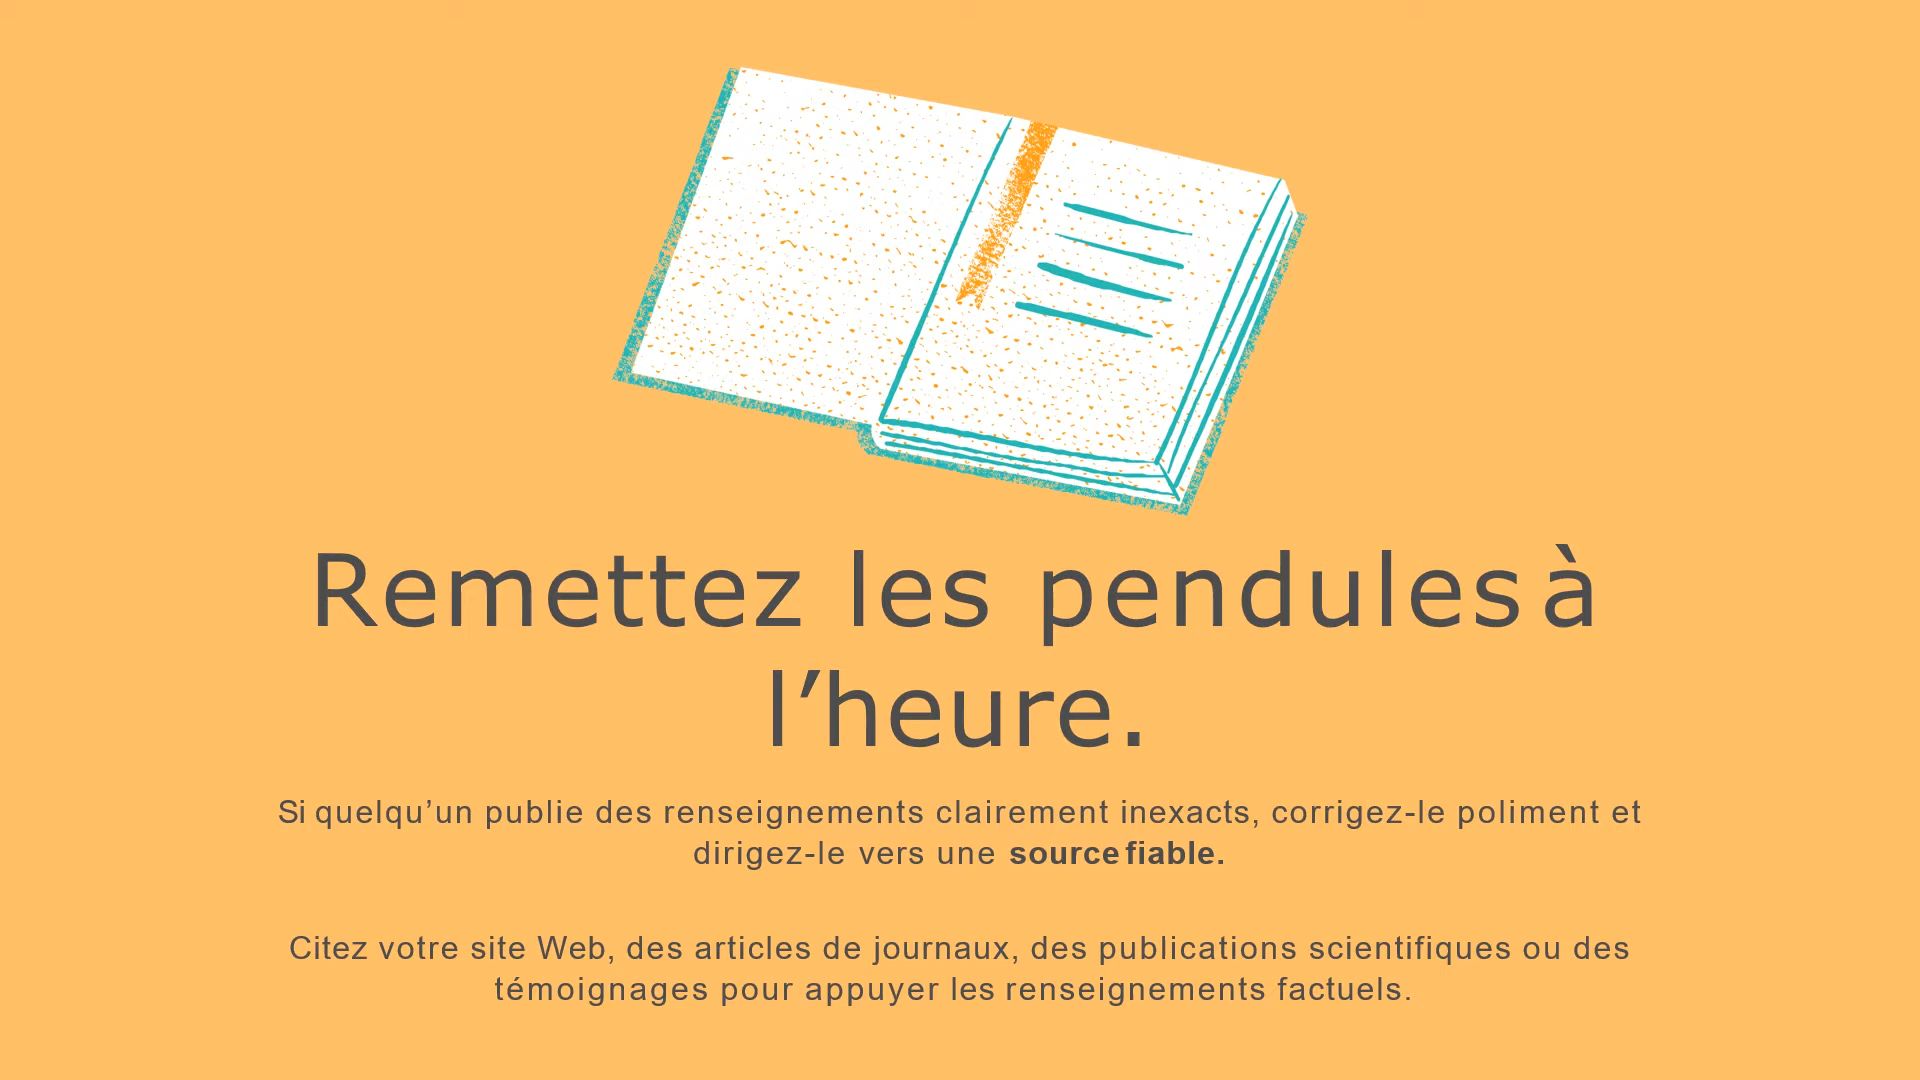 Remettez les pendules à
l’heure.
Si quelqu’un publie des renseignements clairement inexacts, corrigez-le poliment et
dirigez-le vers une source fiable.
Citez votre site Web, des articles de journaux, des publications scientifiques ou des
témoignages pour appuyer les renseignements factuels.